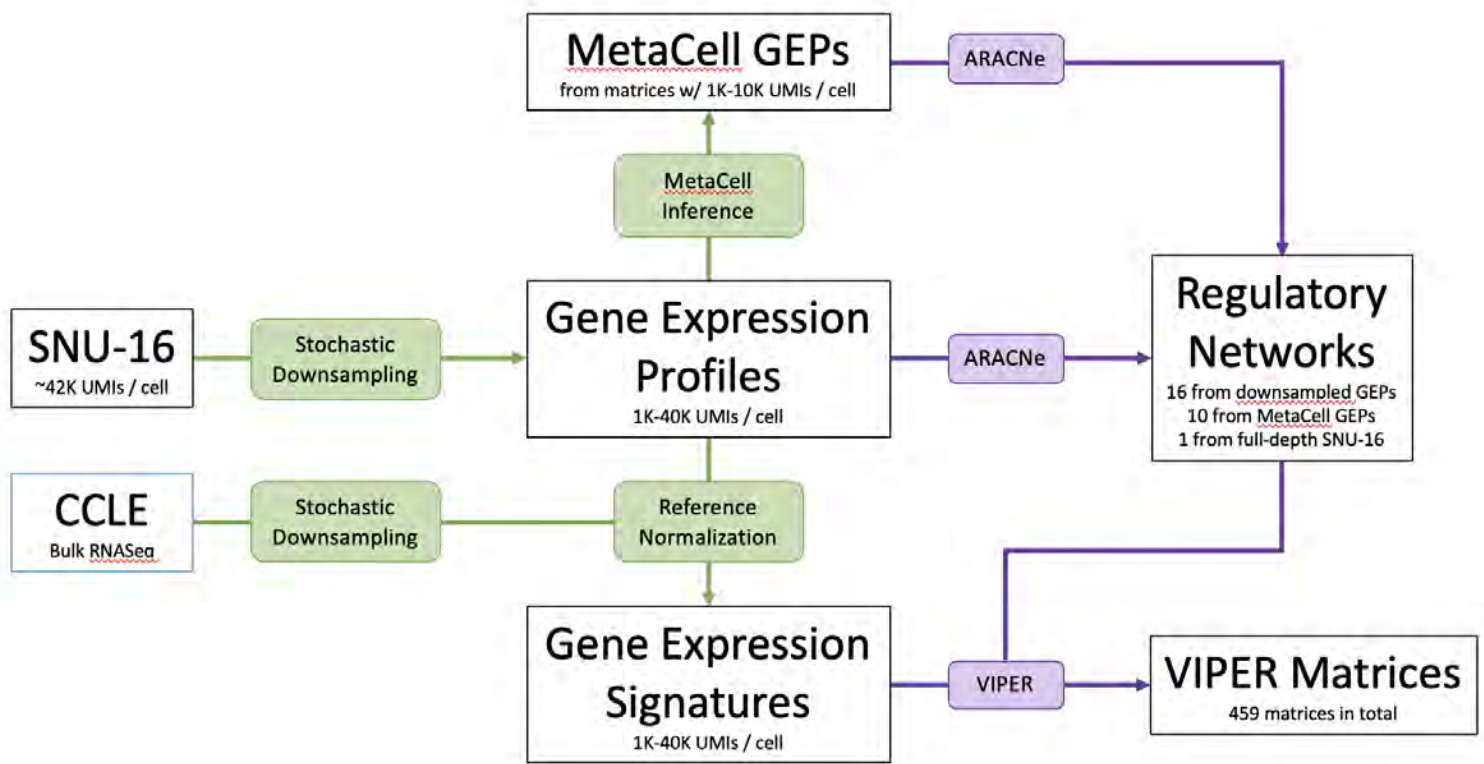 MetaCell GEPs
from matrices w/ 1K-10K UMIs / cell
ARACNe
MetaCell
Inference
SNU-16
~42K UMIs / cell
Stochastic
Downsampling
Gene Expression
Profiles
1K-40K UMIs / cell
ARACNe
Regulatory
Networks
16 from downsampled GEPs
10 from MetaCell GEPs
1 from full-depth SNU-16
CCLE
Bulk RNASeq
Stochastic
Downsampling
Reference
Normalization
Gene Expression
Signatures
1K-40K UMIs / cell
VIPER
VIPER Matrices
459 matrices in total